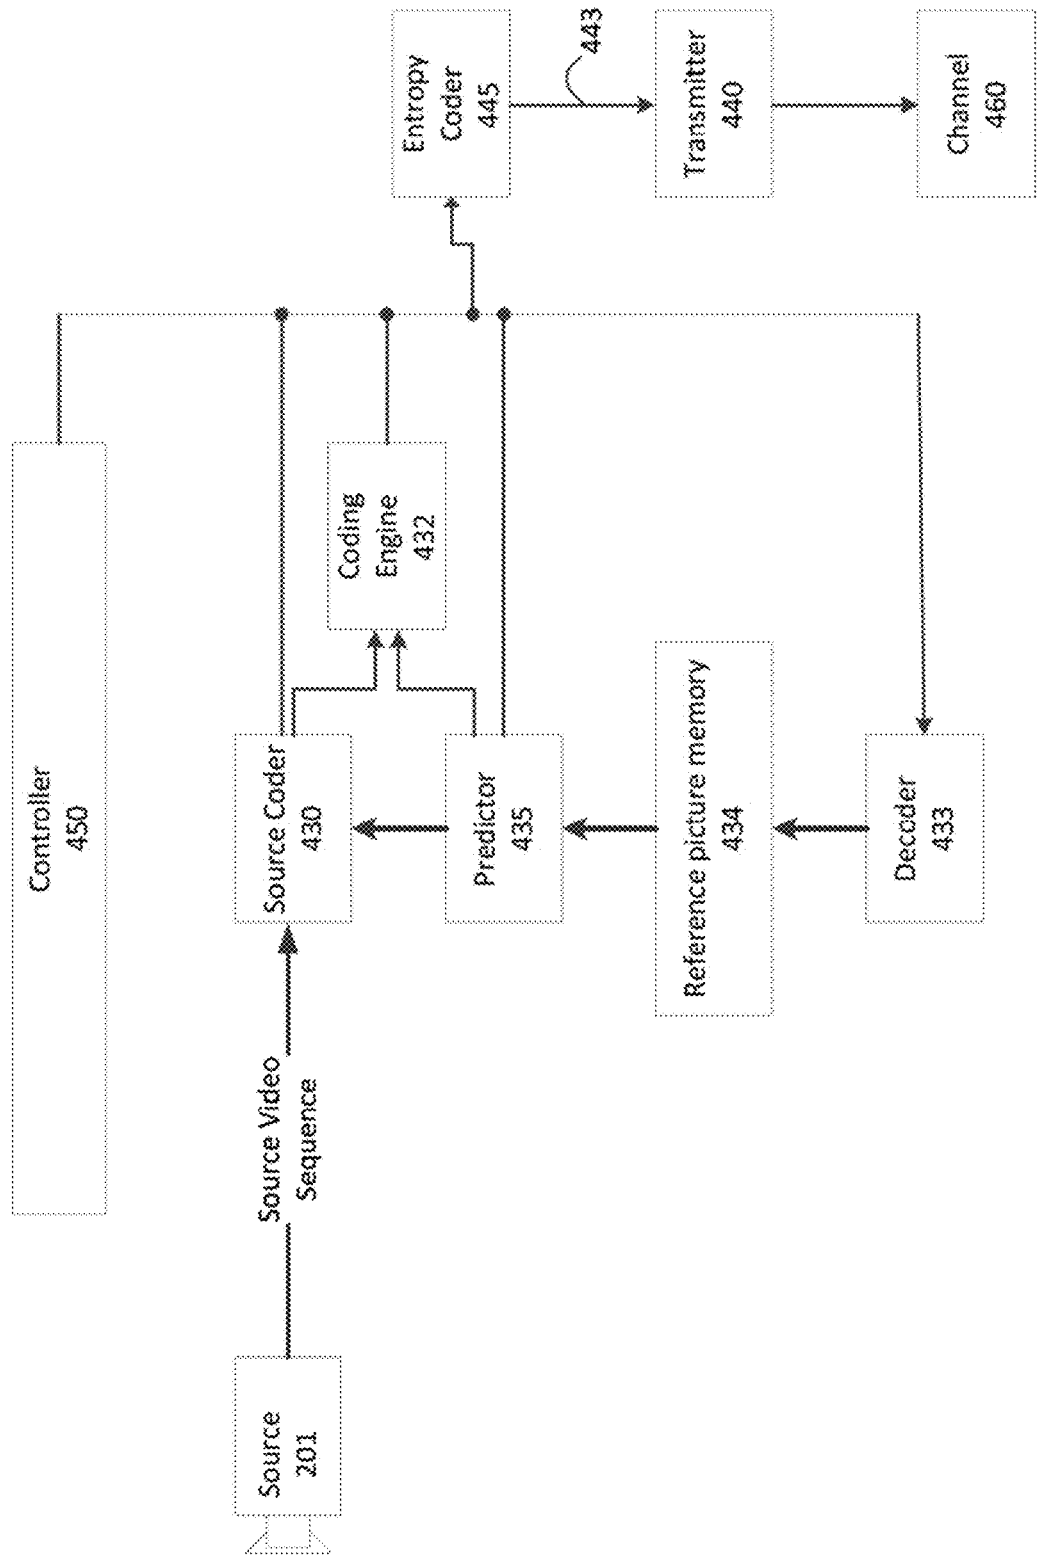 Controller
450
Source
201
Source Video
Sequence
Source Coder
430
Coding
Engine
432
Predictor
435
Reference picture memory
434
Decoder
433
Entropy
Coder
445
443
Transmitter
440
Channel
460